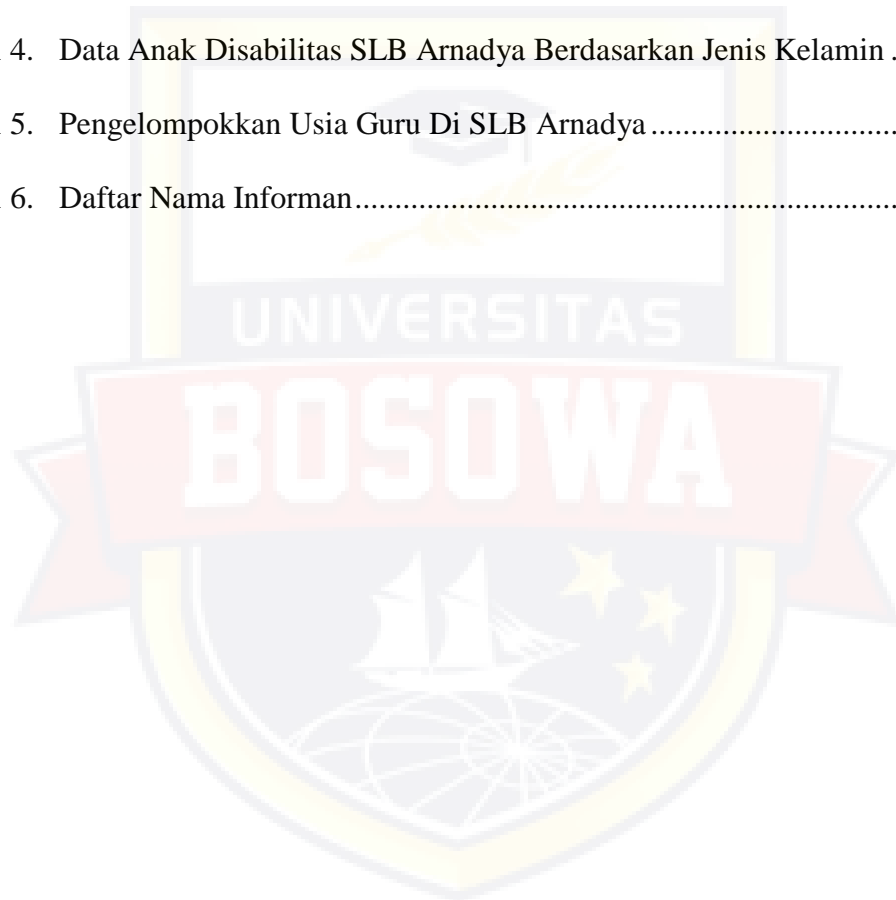 4. Data Anak Disabilitas SLB Arnadya Berdasarkan Jenis Kelamin .
5. Pengelompokkan Usia Guru Di SLB Arnadya ...............................
6. Daftar Nama Informan....................................................................
UNIVERSITAS
BOSOWA